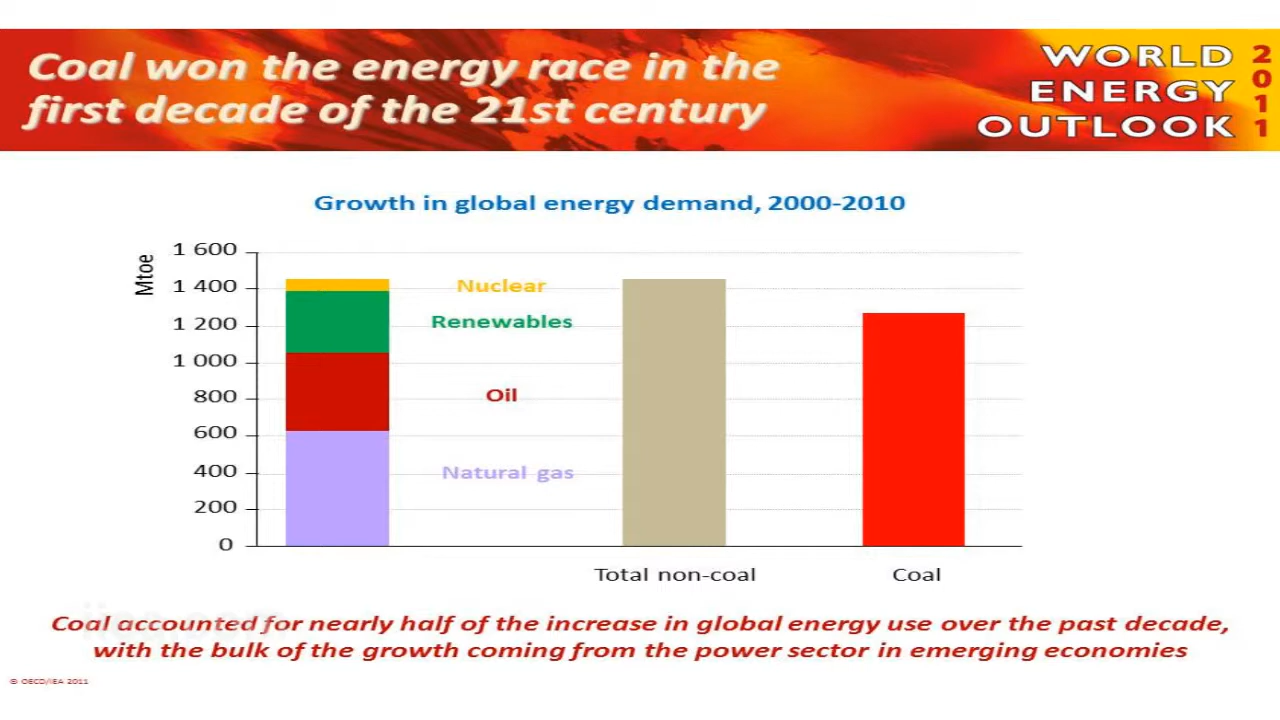 Coal won the energy race in the
first decade of the 21st century
WORLD
ENERGY
OUTLOOK
2011
Growth in global energy demand, 2000-2010
Mtoe
1 600
1 400
1 200
1 000
800
600
400
200
0
Nuclear
Renewables
Oil
Natural gas
Total non-coal
Coal
Coal accounted for nearly half of the increase in global energy use over the past decade,
with the bulk of the growth coming from the power sector in emerging economies
© OECD/IEA 2011